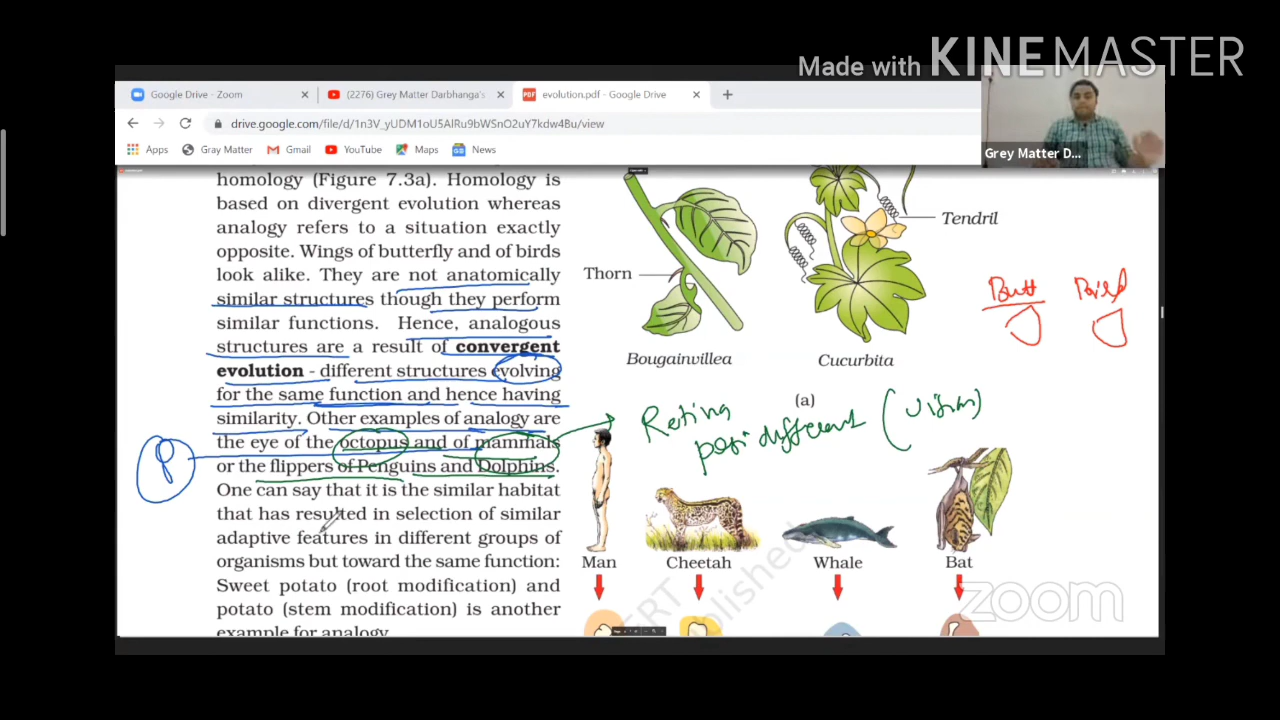 Made with KINEMASTER
Google Drive - Zoom
(2276) Grey Matter Darbhanga's
PDF
evolution.pdf - Google Drive
drive.google.com/file/d/1n3V_yUDM1oU5AlRu9bWSnO2uY7kdw4Bu/view
Grey Matter D...
Apps
Gray Matter
Gmail
YouTube
Maps
News
homology (Figure 7.3a). Homology is
based on divergent evolution whereas
analogy refers to a situation exactly
opposite. Wings of butterfly and of birds
look alike. They are not anatomically
similar structures though they perform
similar functions. Hence, analogous
structures are a result of convergent
evolution - different structures evolving
for the same function and hence having
similarity. Other examples of analogy are
the eye of the octopus and of mammals
or the flippers of Penguins and Dolphins.
One can say that it is the similar habitat
that has resulted in selection of similar
adaptive features in different groups of
organisms but toward the same function:
Sweet potato (root modification) and
potato (stem modification) is another
example for analogy.
Tendril
Thorn
Bougainvillea
Cucurbita
(a)
Butt
Retina
different
Man
Cheetah
Whale
Bat
zoom